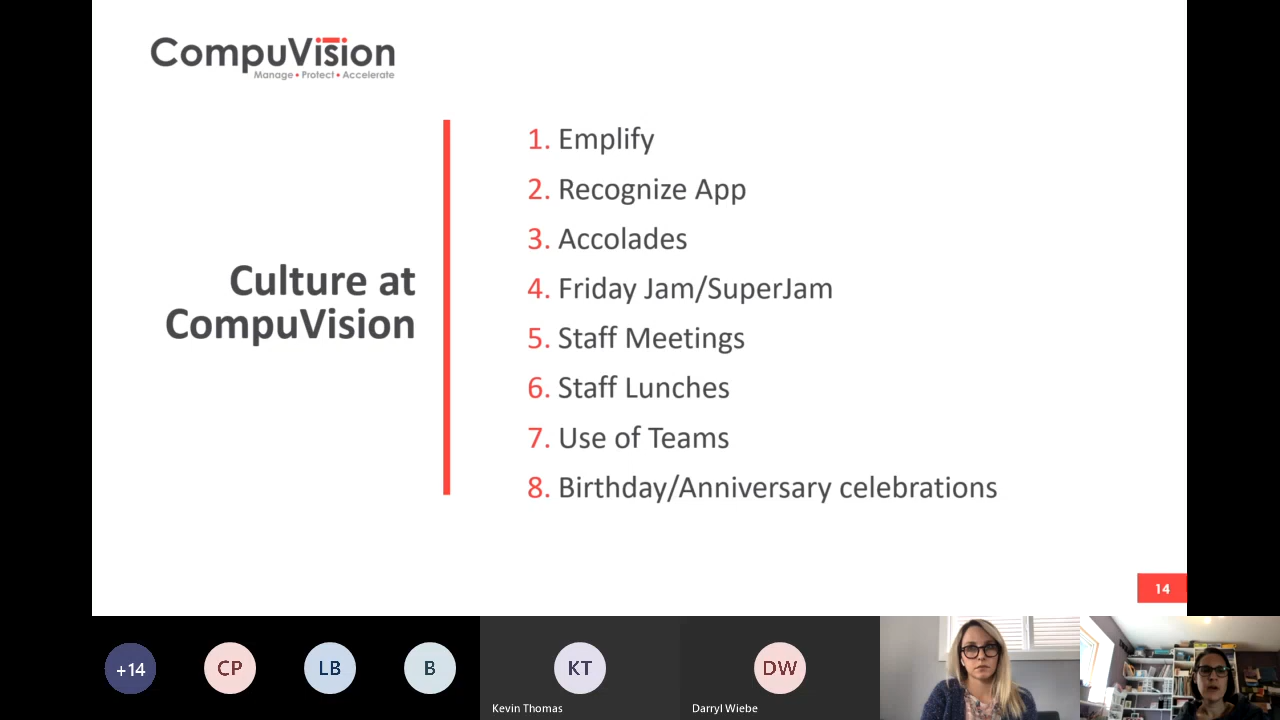 CompuVision
Manage • Protect • Accelerate
Culture at
CompuVision
1. Emplify
2. Recognize App
3. Accolades
4. Friday Jam/SuperJam
5. Staff Meetings
6. Staff Lunches
7. Use of Teams
8. Birthday/Anniversary celebrations
14
+14
CP
LB
B
KT
DW
Kevin Thomas
Darryl Wiebe